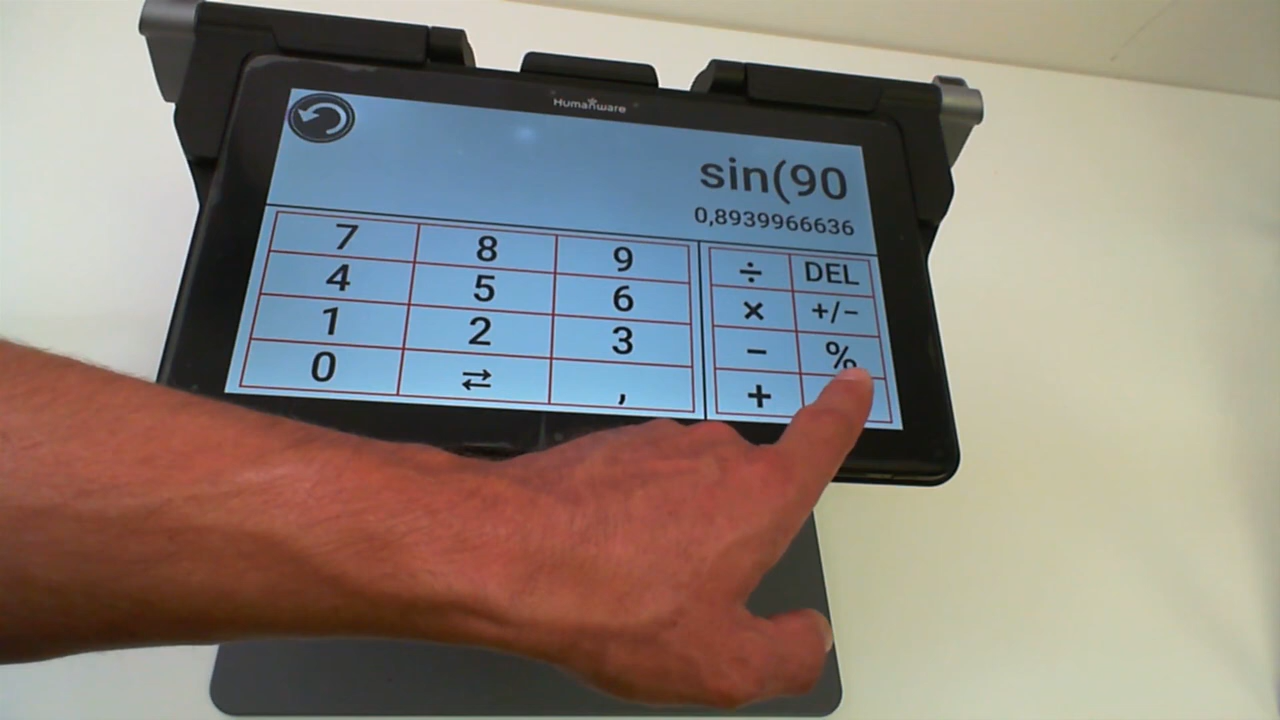 HumanWare
sin(90
0,8939966636
7 8 9 ÷ DEL
4 5 6 × +/−
1 2 3 − %
0 ⇄ , +